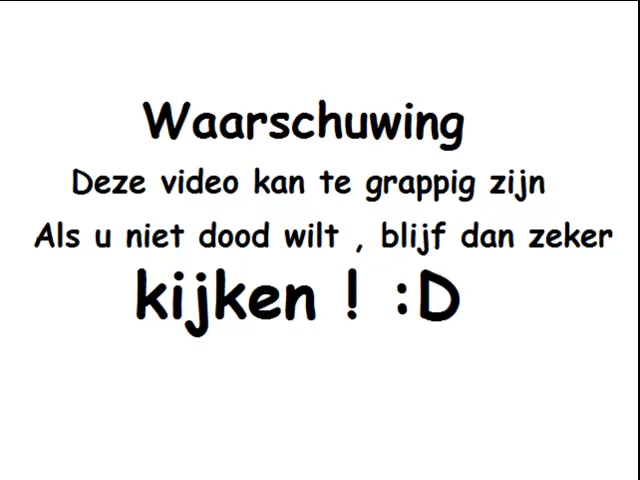 Waarschuwing
Deze video kan te grappig zijn
Als u niet dood wilt , blijf dan zeker
kijken ! :D